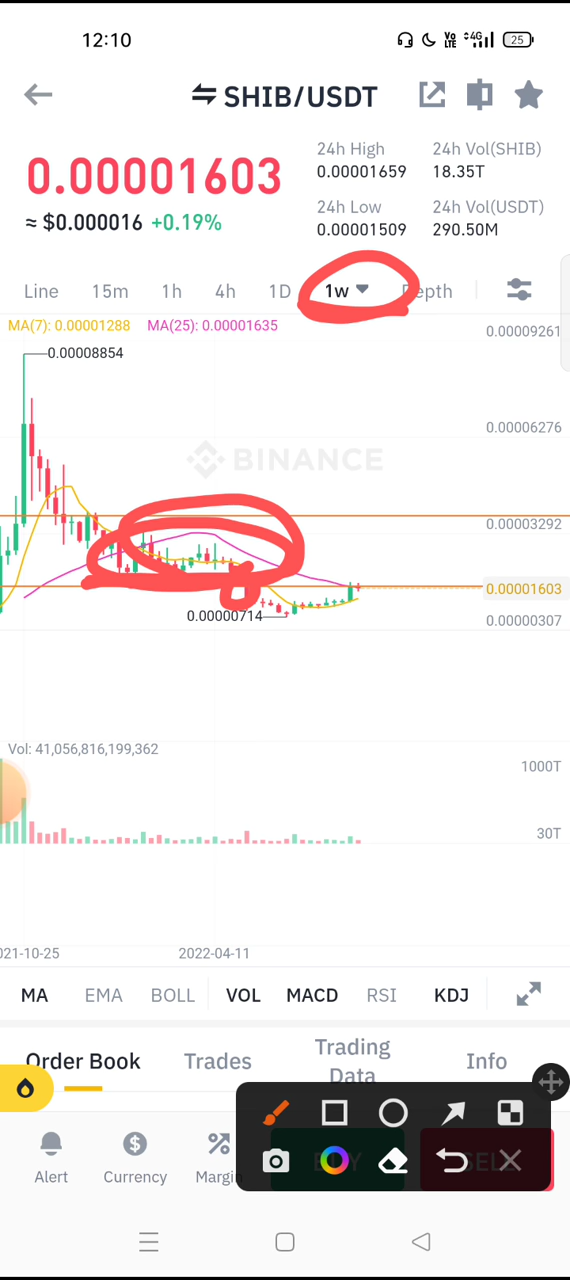 12:10
Vo LTE 4G 25
SHIB/USDT
0.00001603
≈ $0.000016 +0.19%
24h High
0.00001659
24h Vol(SHIB)
18.35T
24h Low
0.00001509
24h Vol(USDT)
290.50M
Line 15m 1h 4h 1D 1w Depth
MA(7): 0.00001288 MA(25): 0.00001635
0.00009261
0.00008854
0.00006276
BINANCE
0.00003292
0.00001603
0.00000714
0.00000307
Vol: 41,056,816,199,362
1000T
30T
021-10-25 2022-04-11
MA EMA BOLL VOL MACD RSI KDJ
Order Book Trades Trading Data Info
Alert Currency Margin